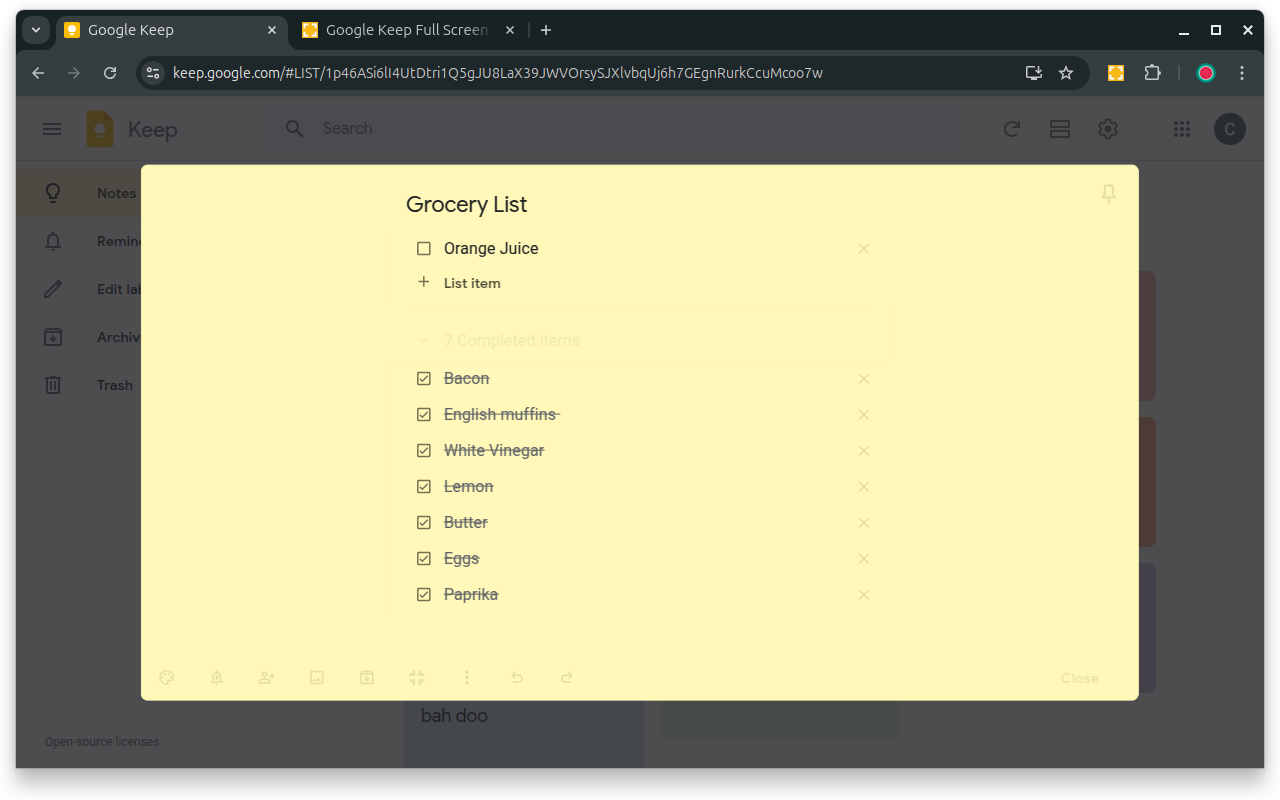 Google Keep
Google Keep Full Screen
keep.google.com/#LIST/1p46ASi6lI4UtDtri1Q5gJU8LaX39JWVOrsySJXlvbqUj6h7GEgnRurkCcuMcoo7w
Keep
Search
C
Notes
Remin
Edit lab
Archiv
Trash
Grocery List
Orange Juice
List item
7 Completed items
Bacon
English muffins
White Vinegar
Lemon
Butter
Eggs
Paprika
Close
bah doo
Open-source licenses